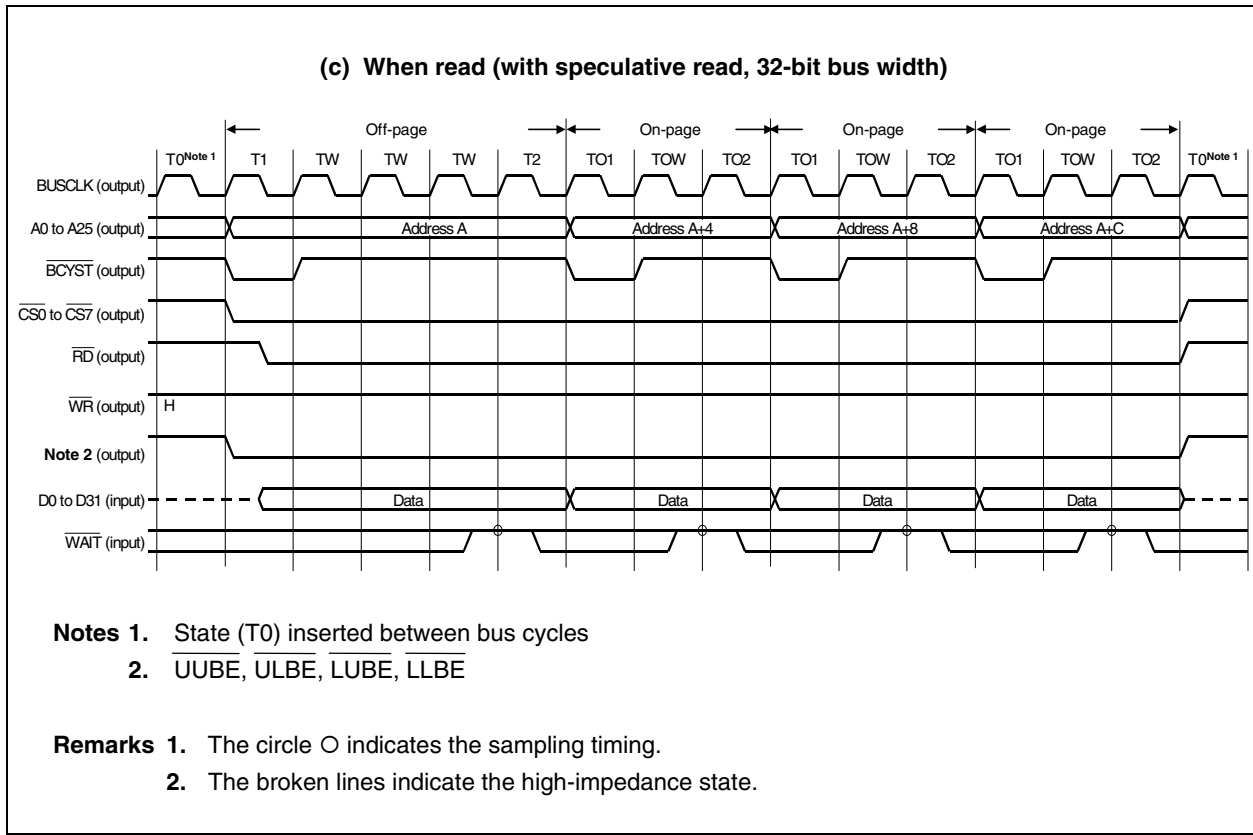 (c) When read (with speculative read, 32-bit bus width)
Off-page On-page On-page On-page
T0Note 1 T1 TW TW TW T2 TO1 TOW TO2 TO1 TOW TO2 TO1 TOW TO2 T0Note 1
BUSCLK (output)
A0 to A25 (output) Address A Address A+4 Address A+8 Address A+C
BCYST (output)
CS0 to CS7 (output)
RD (output)
WR (output) H
Note 2 (output)
D0 to D31 (input) Data Data Data Data
WAIT (input)
Notes 1. State (T0) inserted between bus cycles
2. UUBE, ULBE, LUBE, LLBE
Remarks 1. The circle O indicates the sampling timing.
2. The broken lines indicate the high-impedance state.